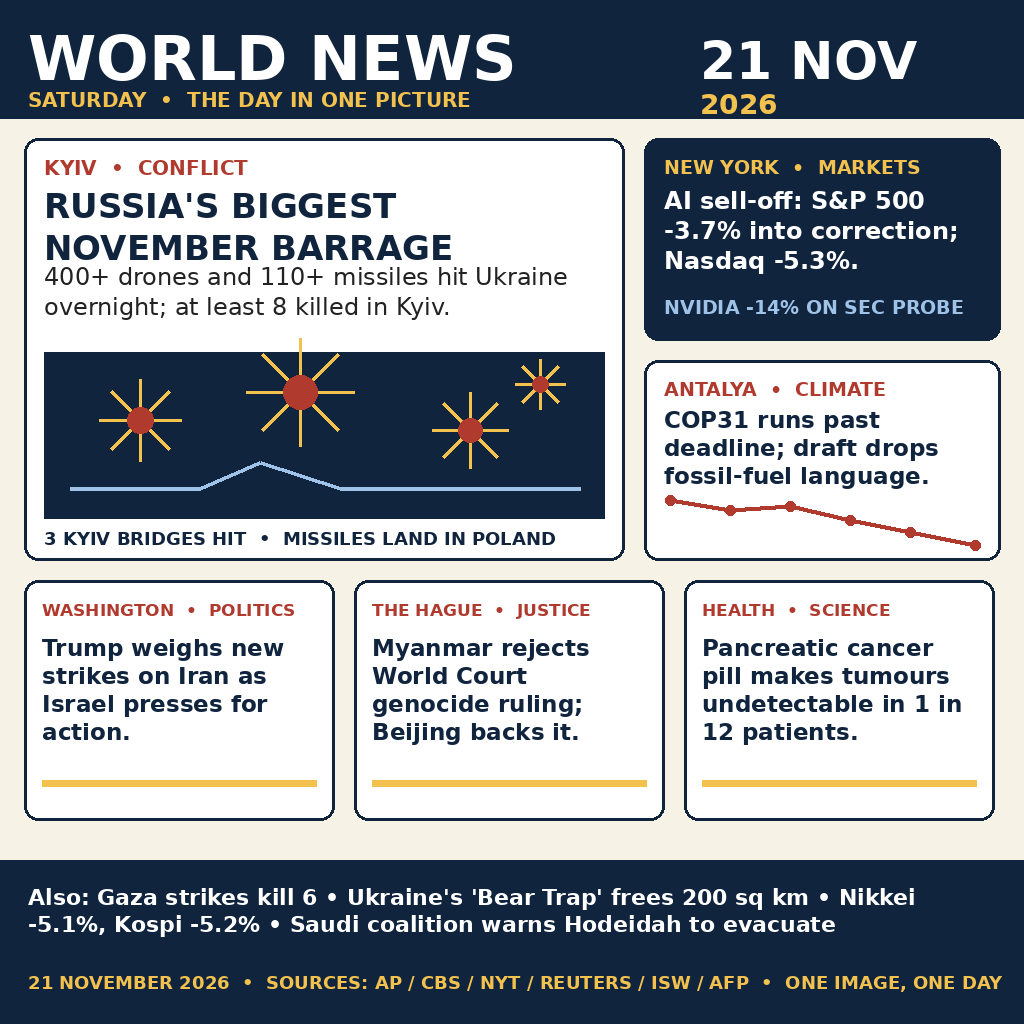 WORLD NEWS
SATURDAY • THE DAY IN ONE PICTURE
21 NOV
2026
KYIV • CONFLICT
RUSSIA'S BIGGEST
NOVEMBER BARRAGE
400+ drones and 110+ missiles hit Ukraine
overnight; at least 8 killed in Kyiv.
3 KYIV BRIDGES HIT • MISSILES LAND IN POLAND
NEW YORK • MARKETS
AI sell-off: S&P 500
-3.7% into correction;
Nasdaq -5.3%.
NVIDIA -14% ON SEC PROBE
ANTALYA • CLIMATE
COP31 runs past
deadline; draft drops
fossil-fuel language.
WASHINGTON • POLITICS
Trump weighs new
strikes on Iran as
Israel presses for
action.
THE HAGUE • JUSTICE
Myanmar rejects
World Court
genocide ruling;
Beijing backs it.
HEALTH • SCIENCE
Pancreatic cancer
pill makes tumours
undetectable in 1 in
12 patients.
Also: Gaza strikes kill 6 • Ukraine's 'Bear Trap' frees 200 sq km • Nikkei
-5.1%, Kospi -5.2% • Saudi coalition warns Hodeidah to evacuate
21 NOVEMBER 2026 • SOURCES: AP / CBS / NYT / REUTERS / ISW / AFP • ONE IMAGE, ONE DAY